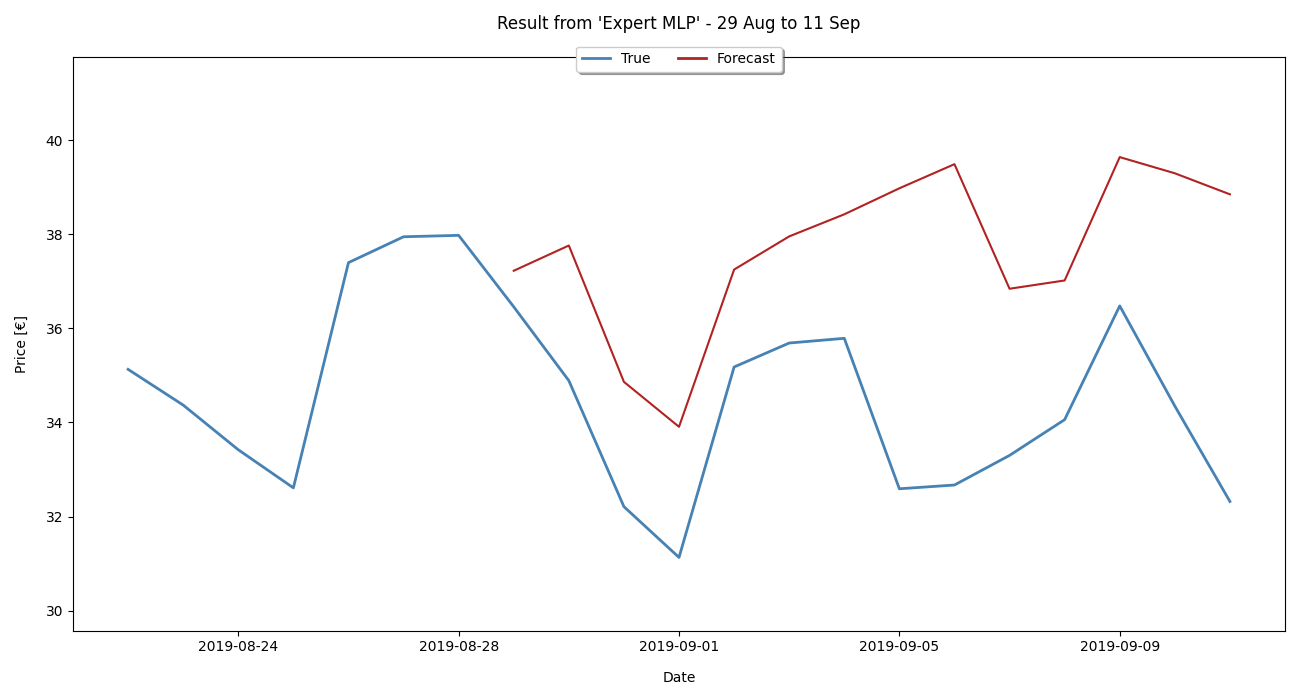 Result from 'Expert MLP' - 29 Aug to 11 Sep
True Forecast
40
38
36
34
32
30
Price [€]
2019-08-24 2019-08-28 2019-09-01 2019-09-05 2019-09-09
Date